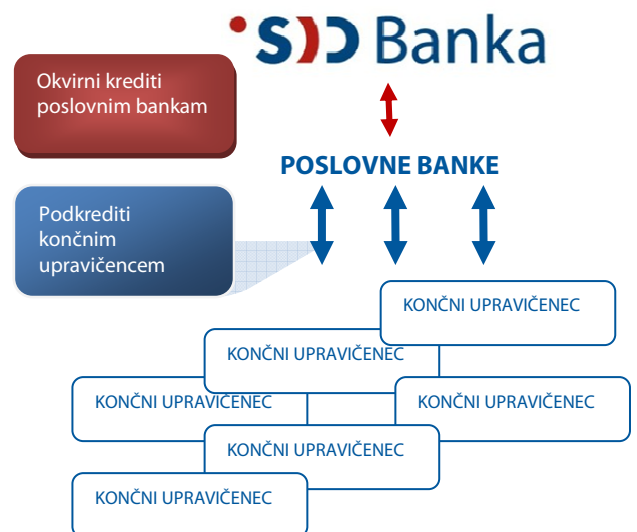 SID Banka
Okvirni krediti
poslovnim bankam
POSLOVNE BANKE
Podkrediti
končnim
upravičencem
KONČNI UPRAVIČENEC
KONČNI UPRAVIČENEC
KONČNI UPRAVIČENEC
KONČNI UPRAVIČENEC
KONČNI UPRAVIČENEC
KONČNI UPRAVIČENEC